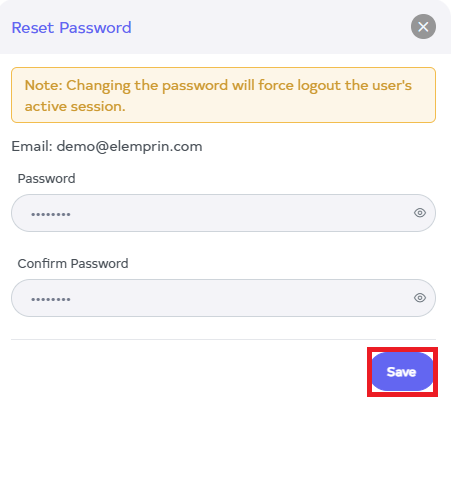 Reset Password
Note: Changing the password will force logout the user's
active session.
Email: demo@elemprin.com
Password
••••••••
Confirm Password
••••••••
Save